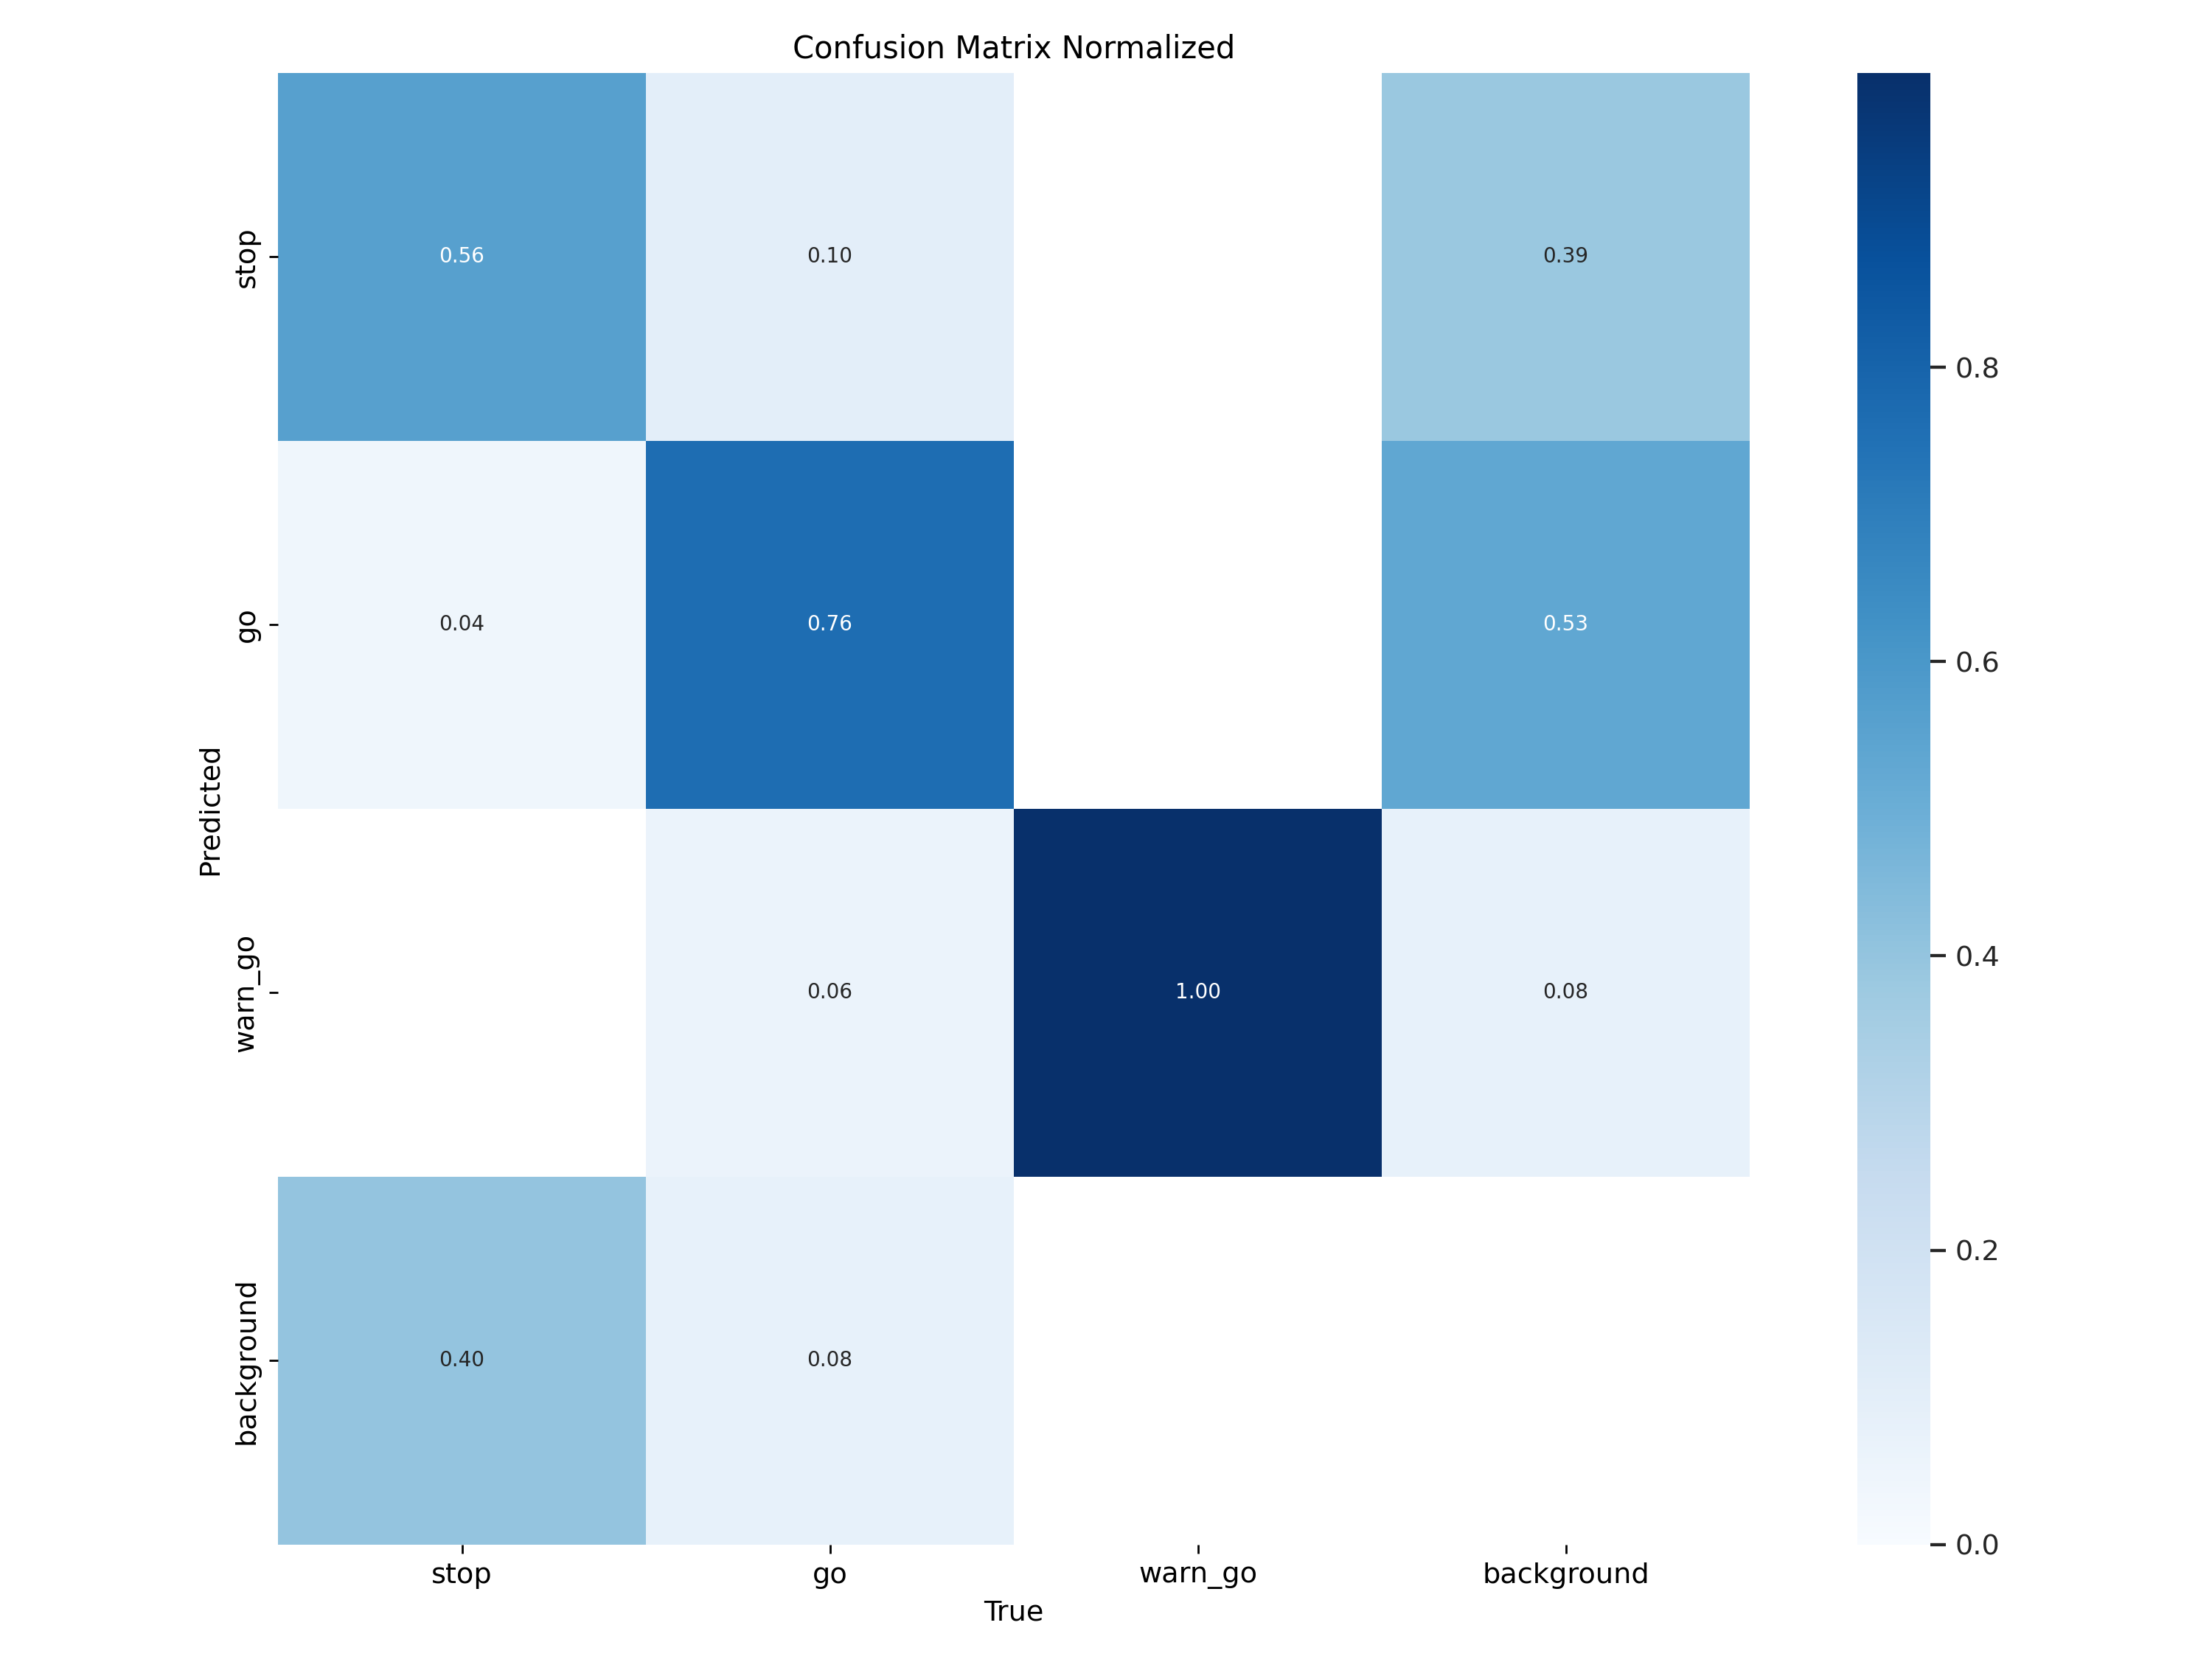 Confusion Matrix Normalized
stop
0.56
0.10
0.39
0.8
go
0.04
0.76
0.53
0.6
Predicted
warn_go
0.06
1.00
0.08
0.4
background
0.40
0.08
0.2
0.0
stop
go
warn_go
background
True